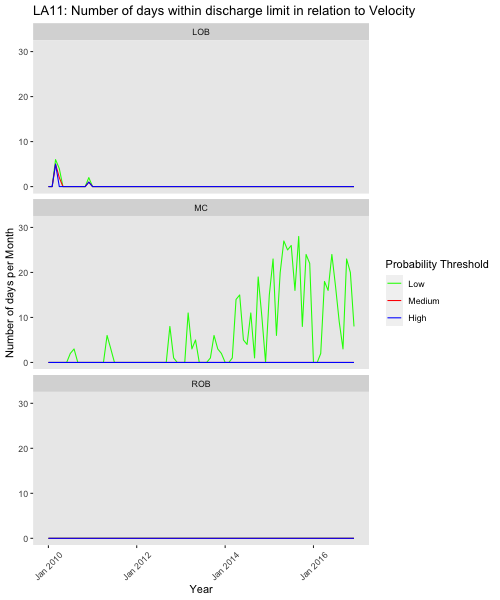 LA11: Number of days within discharge limit in relation to Velocity
LOB
30
20
10
0
MC
30
20
10
0
ROB
30
20
10
0
Jan 2010
Jan 2012
Jan 2014
Jan 2016
Year
Number of days per Month
Probability Threshold
Low
Medium
High